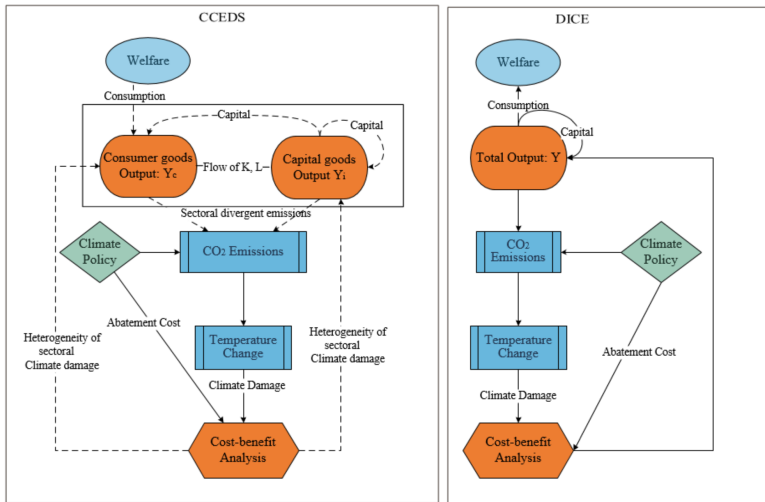 CCEDS
Welfare
Consumption
Capital
Capital
Consumer goods
Output: Yc
Flow of K, L
Capital goods
Output Yi
Sectoral divergent emissions
Climate
Policy
CO2 Emissions
Abatement Cost
Heterogeneity of
sectoral
Climate damage
Temperature
Change
Heterogeneity of
sectoral
Climate damage
Climate Damage
Cost-benefit
Analysis
DICE
Welfare
Consumption
Capital
Total Output: Y
CO2
Emissions
Climate
Policy
Temperature
Change
Abatement Cost
Climate Damage
Cost-benefit
Analysis